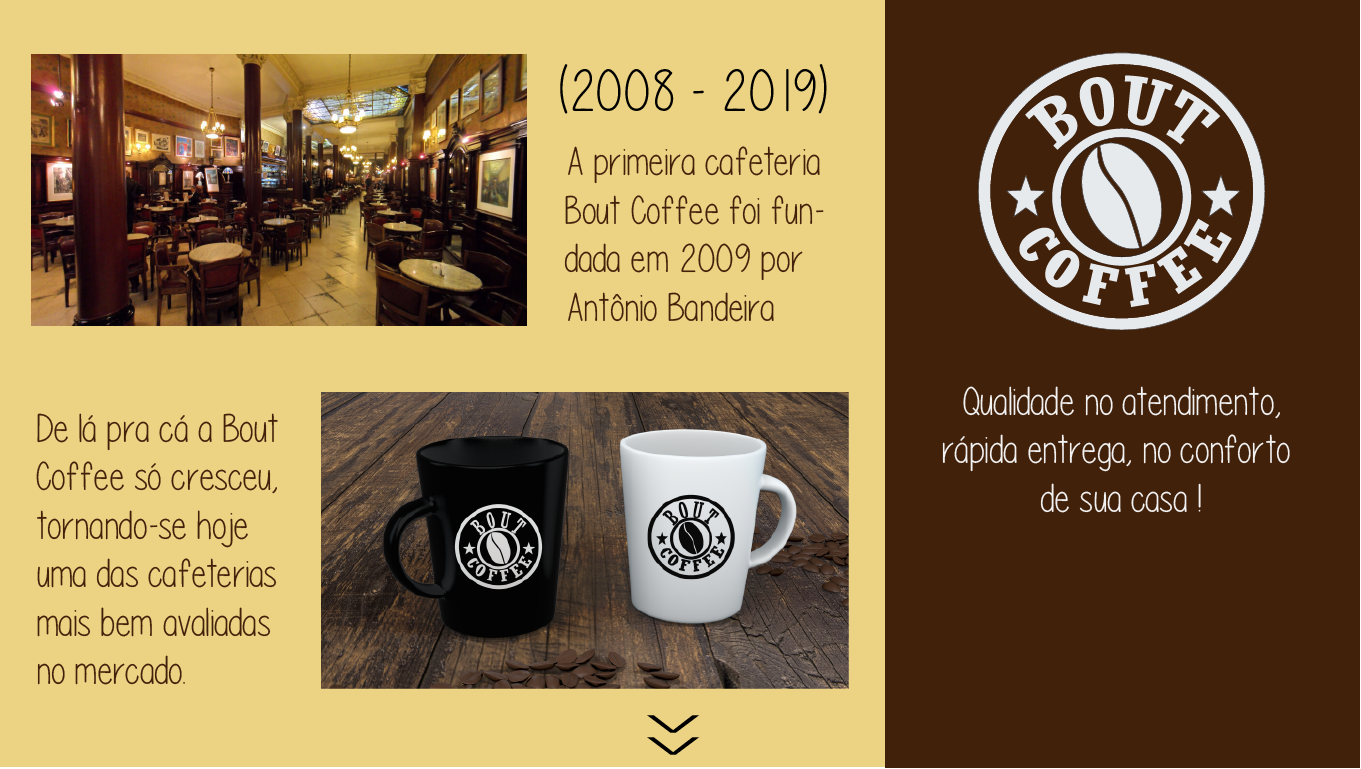 (2008 - 2019)
A primeira cafeteria
Bout Coffee foi fun-
dada em 2009 por
Antônio Bandeira
De lá pra cá a Bout
Coffee só cresceu,
tornando-se hoje
uma das cafeterias
mais bem avaliadas
no mercado.
BOUT
COFFEE
BOUT
COFFEE
BOUT
COFFEE
Qualidade no atendimento,
rápida entrega, no conforto
de sua casa !